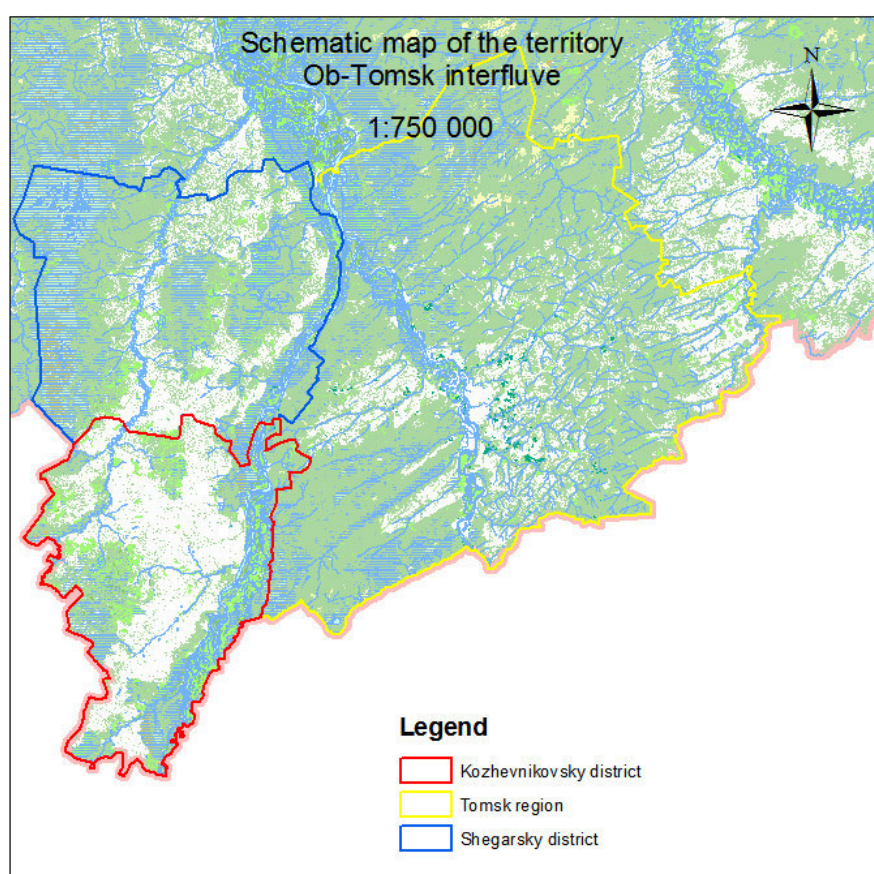 Schematic map of the territory
Ob-Tomsk interfluve
1:750 000
N
Legend
Kozhevnikovsky district
Tomsk region
Shegarsky district